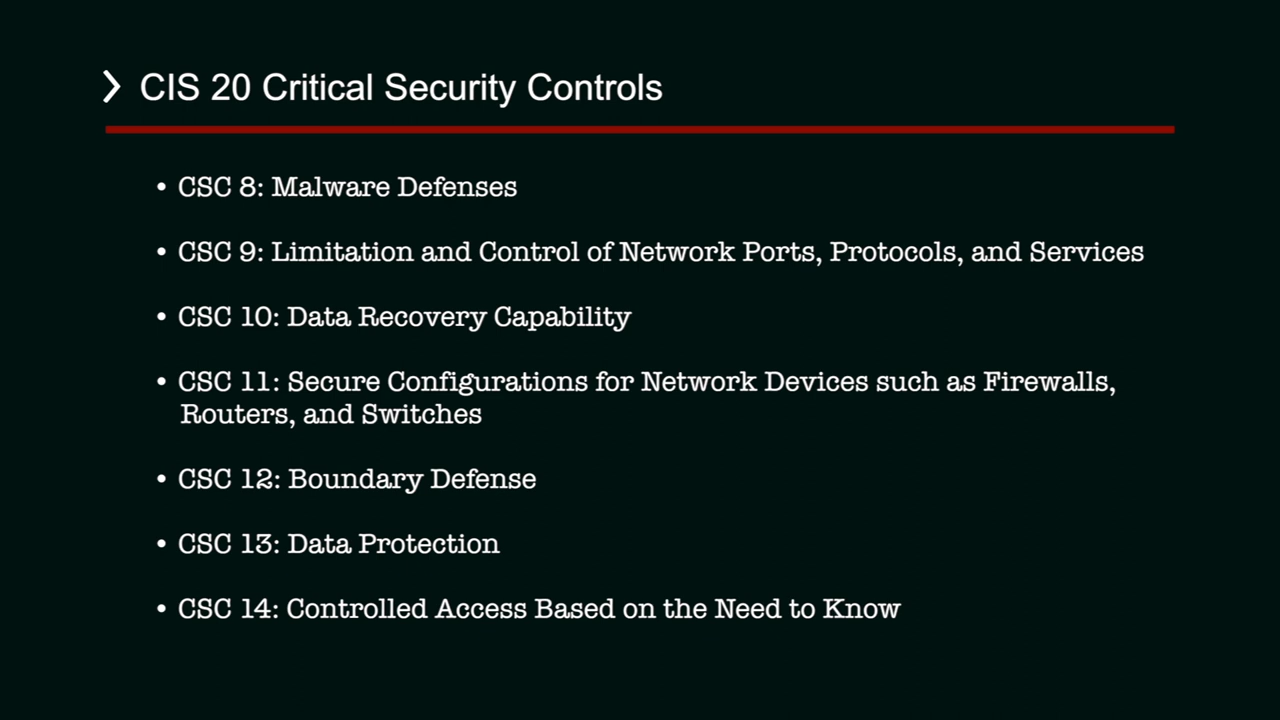 CIS 20 Critical Security Controls
• CSC 8: Malware Defenses
• CSC 9: Limitation and Control of Network Ports, Protocols, and Services
• CSC 10: Data Recovery Capability
• CSC 11: Secure Configurations for Network Devices such as Firewalls,
Routers, and Switches
• CSC 12: Boundary Defense
• CSC 13: Data Protection
• CSC 14: Controlled Access Based on the Need to Know